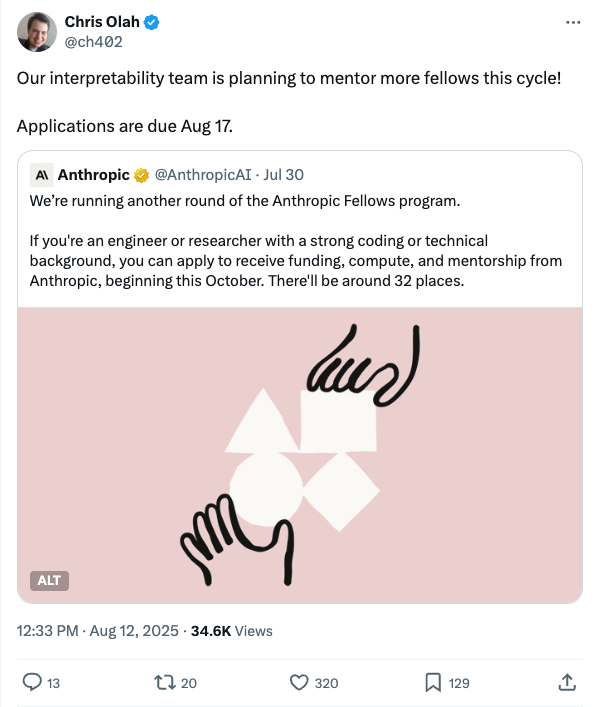 Chris Olah
@ch402
Our interpretability team is planning to mentor more fellows this cycle!
Applications are due Aug 17.
Anthropic @AnthropicAI · Jul 30
We're running another round of the Anthropic Fellows program.
If you're an engineer or researcher with a strong coding or technical
background, you can apply to receive funding, compute, and mentorship from
Anthropic, beginning this October. There'll be around 32 places.
ALT
12:33 PM · Aug 12, 2025 · 34.6K Views
13 20 320 129